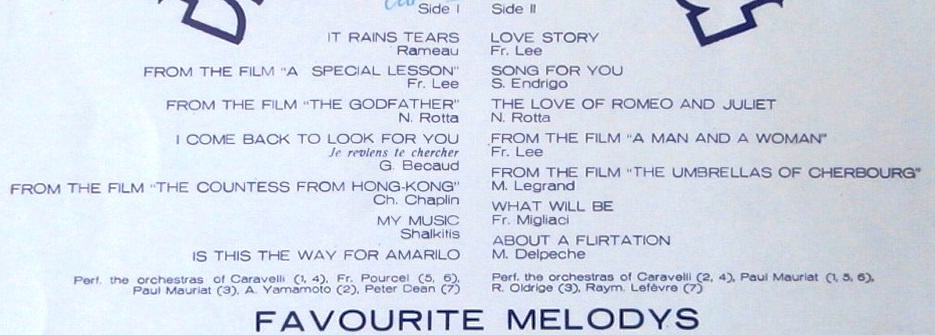 Side I
IT RAINS TEARS
Rameau
FROM THE FILM "A SPECIAL LESSON"
Fr. Lee
FROM THE FILM "THE GODFATHER"
N. Rotta
I COME BACK TO LOOK FOR YOU
Je reviens te chercher
G. Becaud
FROM THE FILM "THE COUNTESS FROM HONG-KONG"
Ch. Chaplin
MY MUSIC
Shalkitis
IS THIS THE WAY FOR AMARILO
Perf. the orchestras of Caravelli (1, 4), Fr. Pourcel (5, 6),
Paul Mauriat (3), A. Yamamoto (2), Peter Dean (7)
Side II
LOVE STORY
Fr. Lee
SONG FOR YOU
S. Endrigo
THE LOVE OF ROMEO AND JULIET
N. Rotta
FROM THE FILM "A MAN AND A WOMAN"
Fr. Lee
FROM THE FILM "THE UMBRELLAS OF CHERBOURG"
M. Legrand
WHAT WILL BE
Fr. Migliaci
ABOUT A FLIRTATION
M. Delpeche
Perf. the orchestras of Caravelli (2, 4), Paul Mauriat (1, 5, 6),
R. Oldrige (3), Raym. Lefèvre (7)
FAVOURITE MELODYS